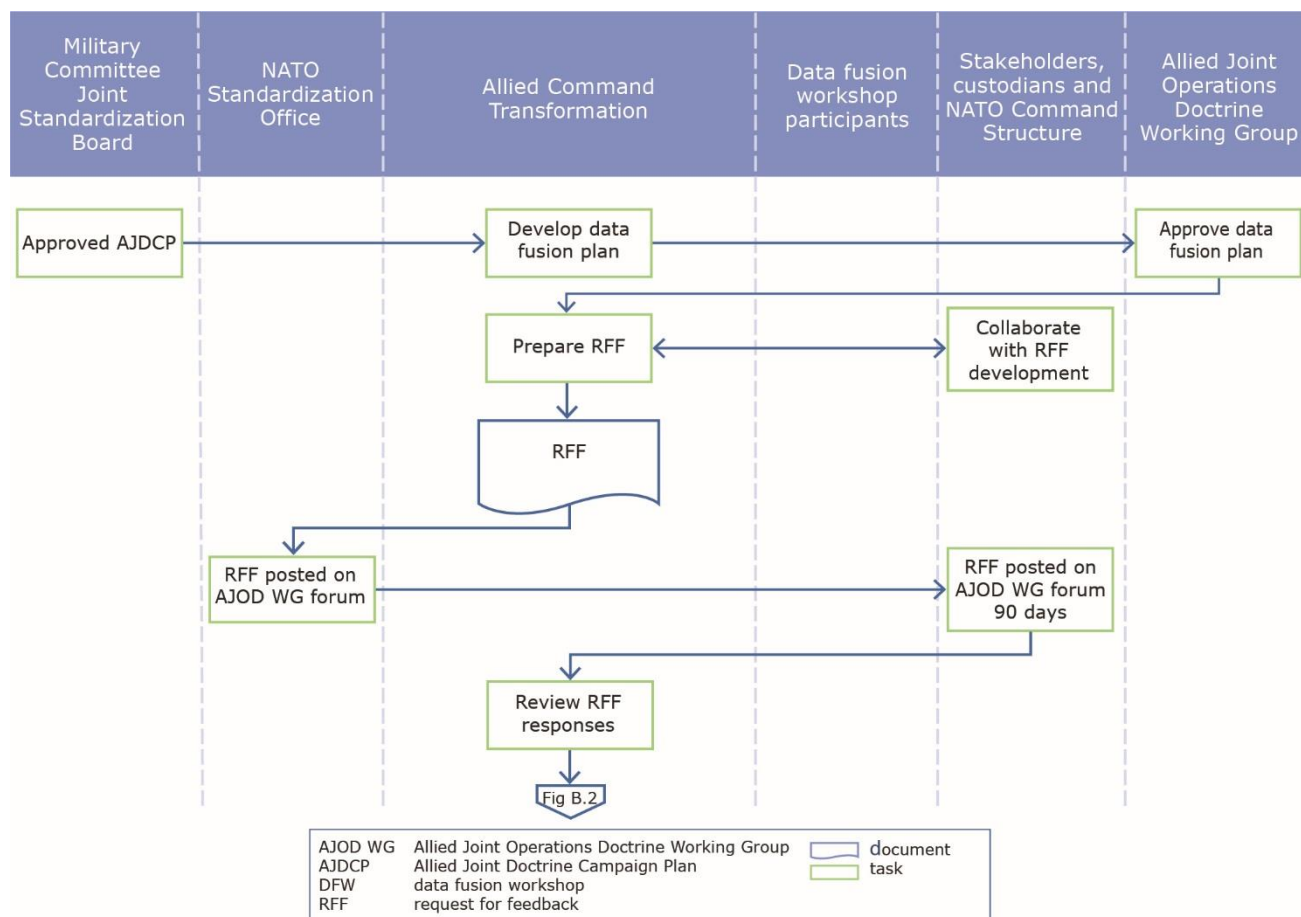 Military
Committee
Joint
Standardization
Board
NATO
Standardization
Office
Allied Command
Transformation
Data fusion
workshop
participants
Stakeholders,
custodians and
NATO Command
Structure
Allied Joint
Operations
Doctrine
Working Group
Approved AJDCP
Develop data
fusion plan
Approve data
fusion plan
Prepare RFF
Collaborate
with RFF
development
RFF
RFF posted on
AJOD WG forum
RFF posted on
AJOD WG forum
90 days
Review RFF
responses
Fig B.2
AJOD WG Allied Joint Operations Doctrine Working Group
AJDCP Allied Joint Doctrine Campaign Plan
DFW data fusion workshop
RFF request for feedback
document
task